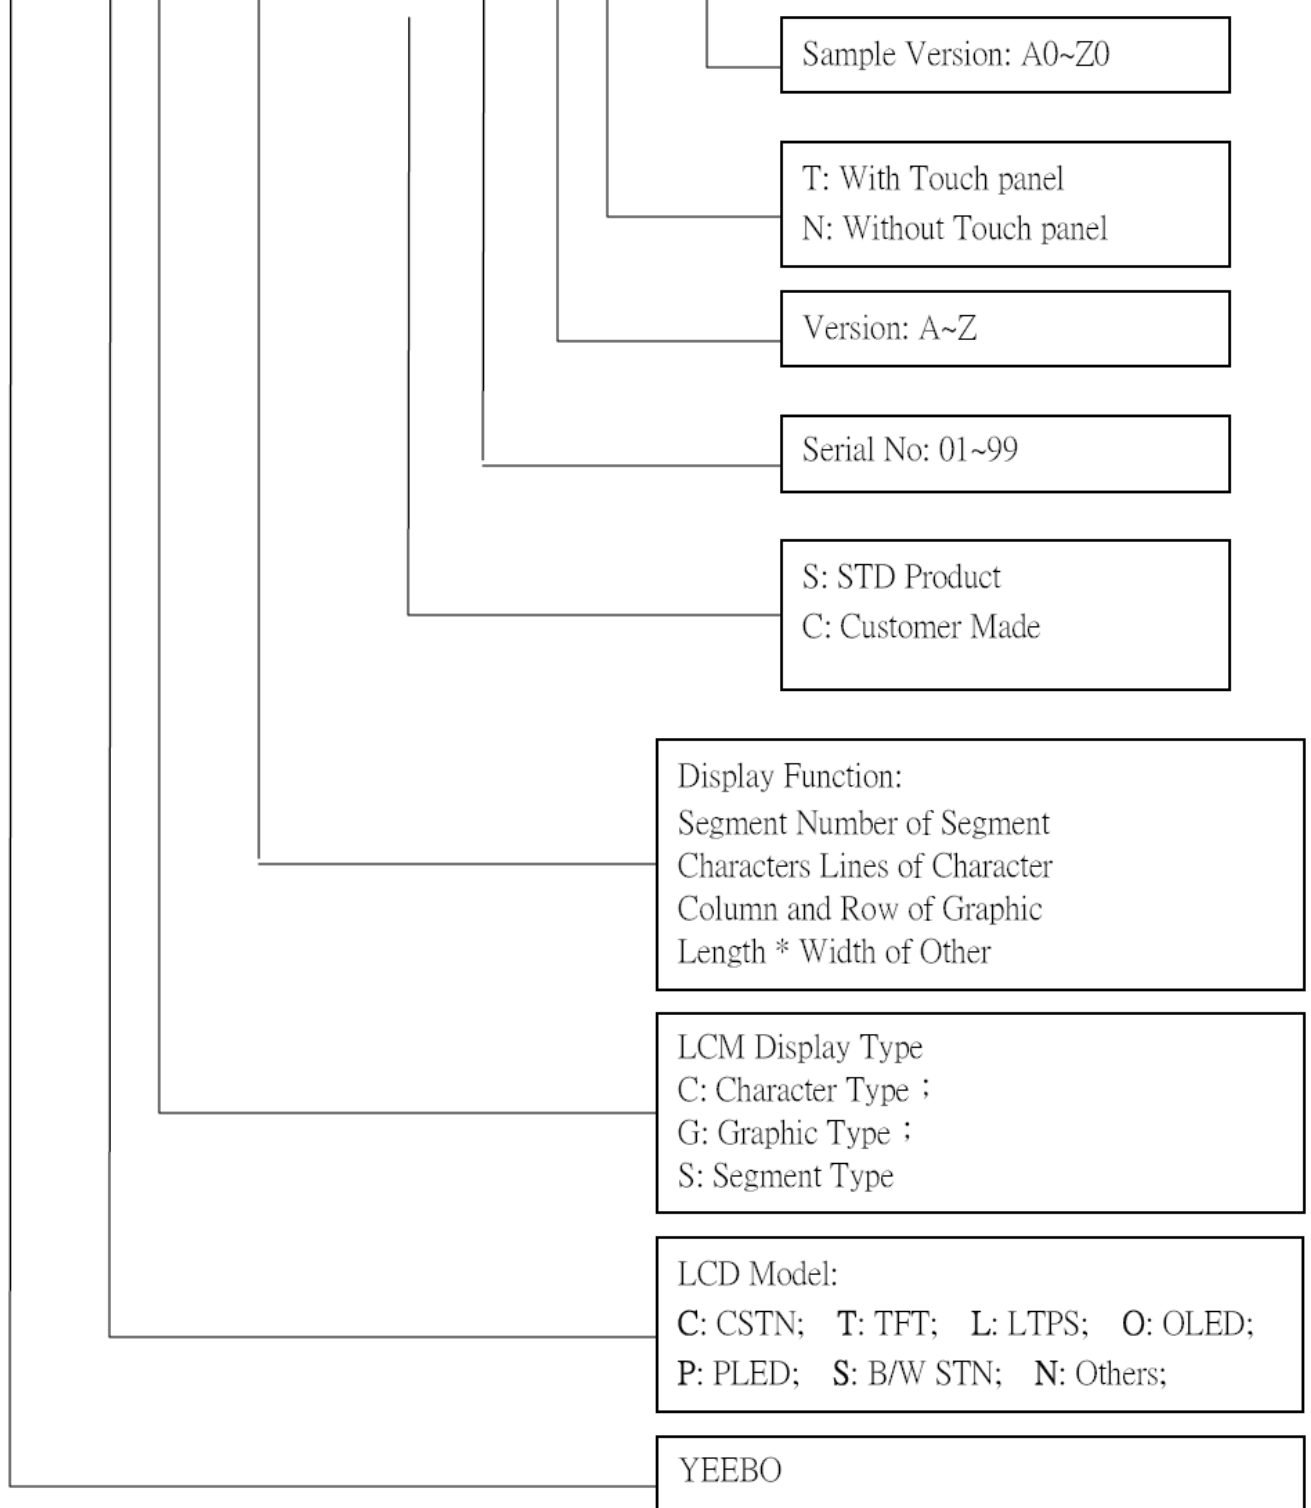 Sample Version: A0~Z0
T: With Touch panel
N: Without Touch panel
Version: A~Z
Serial No: 01~99
S: STD Product
C: Customer Made
Display Function:
Segment Number of Segment
Characters Lines of Character
Column and Row of Graphic
Length * Width of Other
LCM Display Type
C: Character Type；
G: Graphic Type；
S: Segment Type
LCD Model:
C: CSTN; T: TFT; L: LTPS; O: OLED;
P: PLED; S: B/W STN; N: Others;
YEEBO